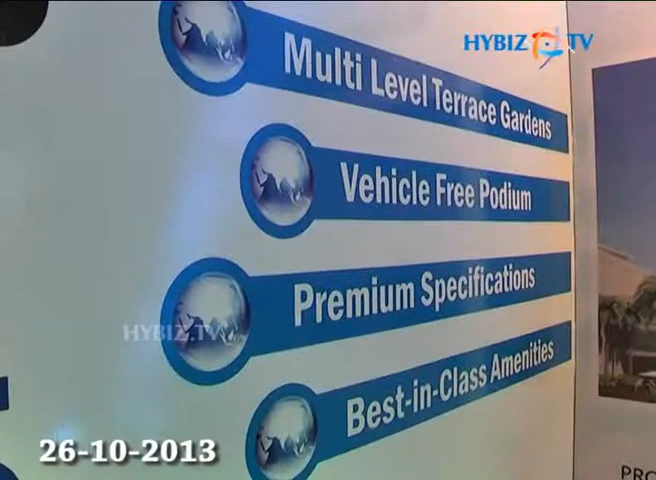 HYBIZ TV
Multi Level Terrace Gardens
Vehicle Free Podium
Premium Specifications
HYBIZ.TV
Best-in-Class Amenities
26-10-2013
PRO